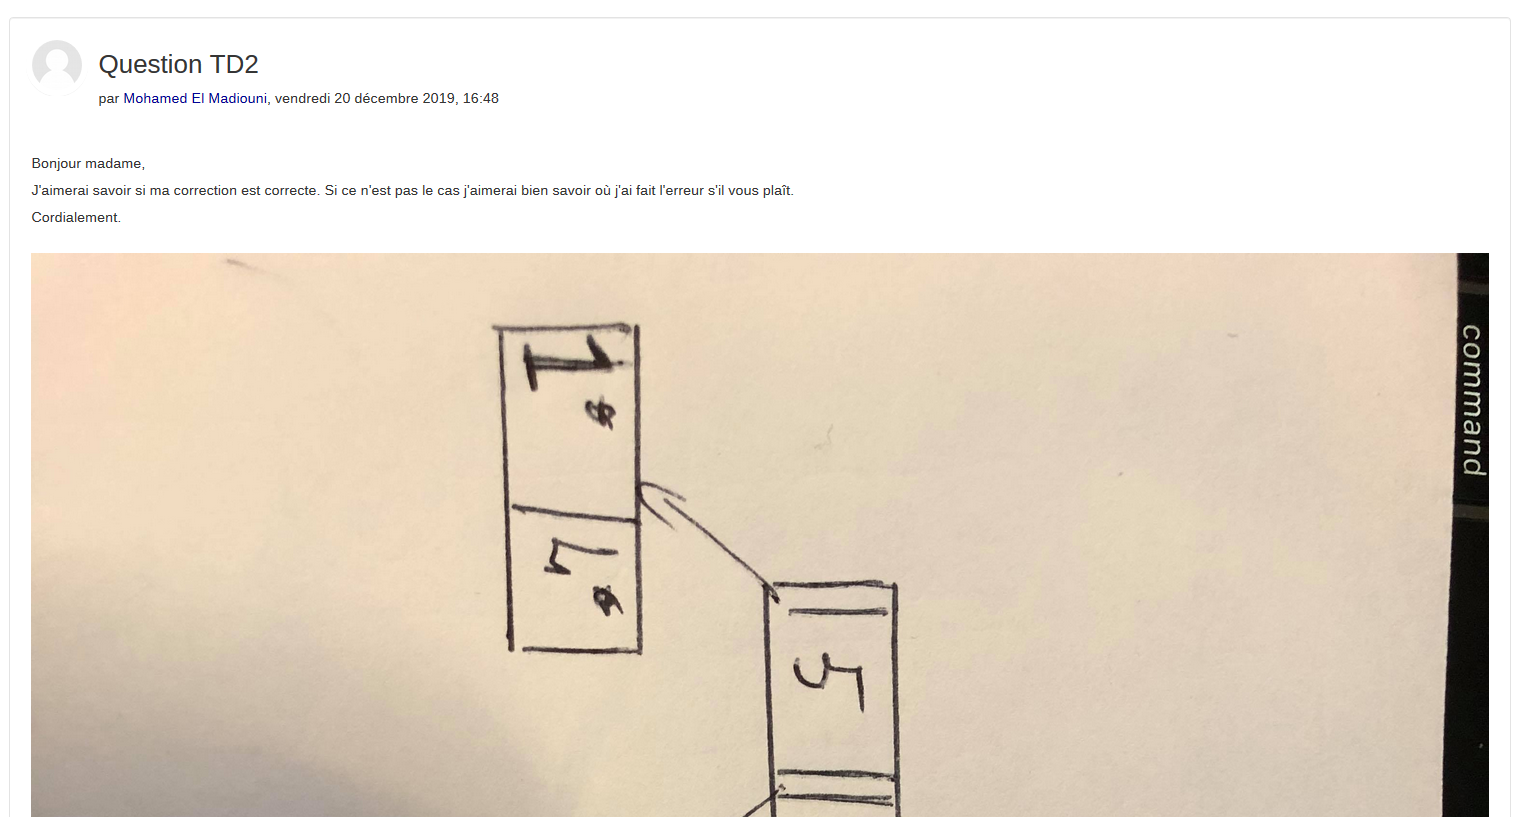 Question TD2
par Mohamed El Madiouni, vendredi 20 décembre 2019, 16:48
Bonjour madame,
J'aimerai savoir si ma correction est correcte. Si ce n'est pas le cas j'aimerai bien savoir où j'ai fait l'erreur s'il vous plaît.
Cordialement.
command
1*
5